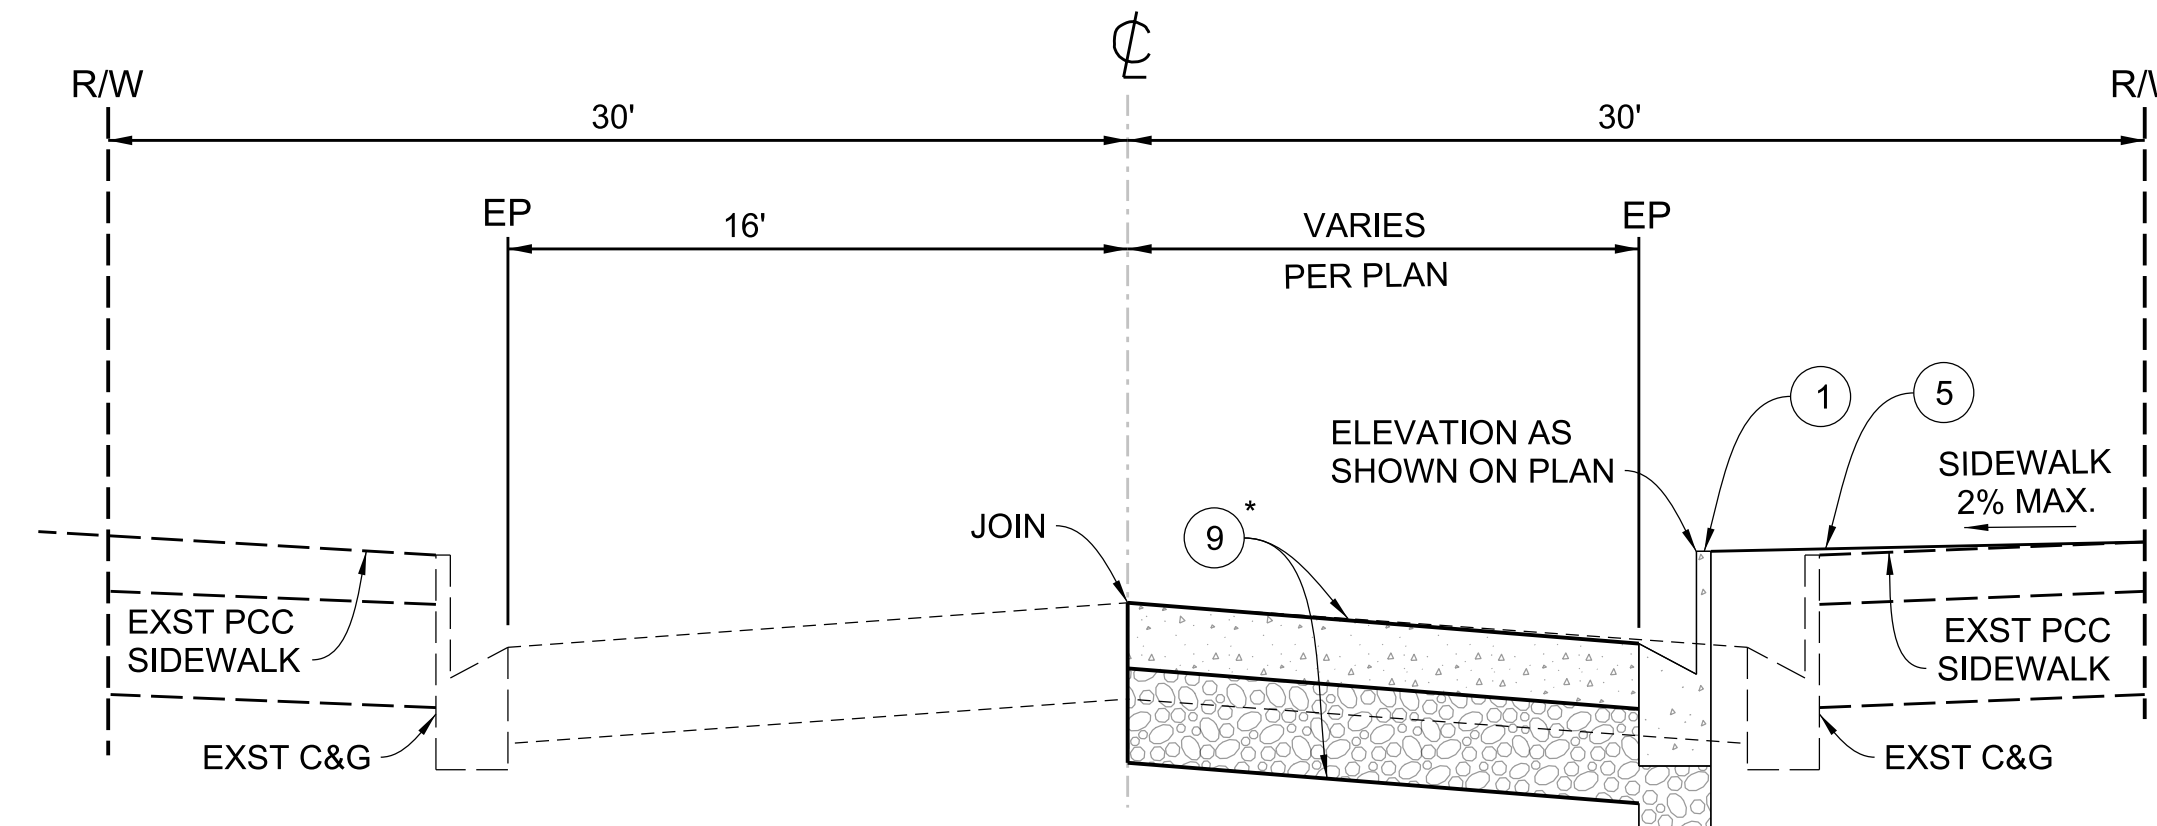 ℄
R/W
R/W
30'
30'
EP
16'
VARIES
PER PLAN
EP
1
5
ELEVATION AS
SHOWN ON PLAN
SIDEWALK
2% MAX.
JOIN
9*
EXST PCC
SIDEWALK
EXST PCC
SIDEWALK
EXST C&G
EXST C&G